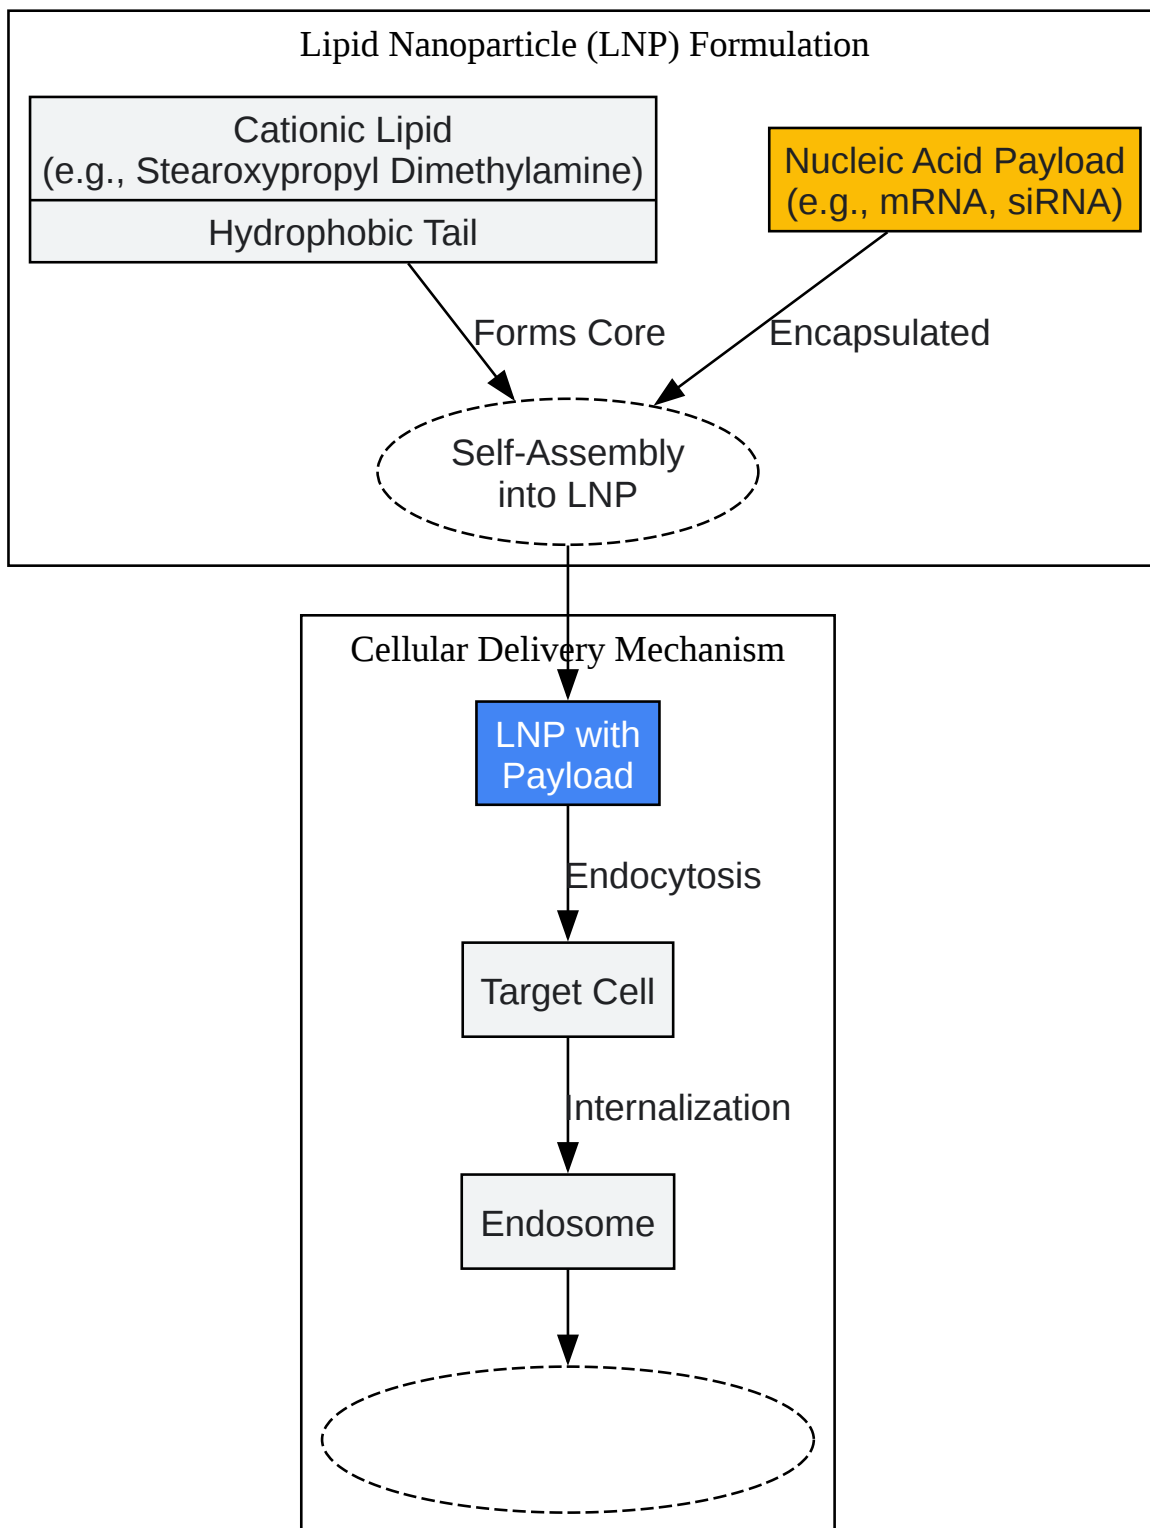 Lipid Nanoparticle (LNP) Formulation
Cationic Lipid
(e.g., Stearoxypropyl Dimethylamine)
Hydrophobic Tail
Nucleic Acid Payload
(e.g., mRNA, siRNA)
Forms Core
Encapsulated
Self-Assembly
into LNP
Cellular Delivery Mechanism
LNP with
Payload
Endocytosis
Target Cell
Internalization
Endosome